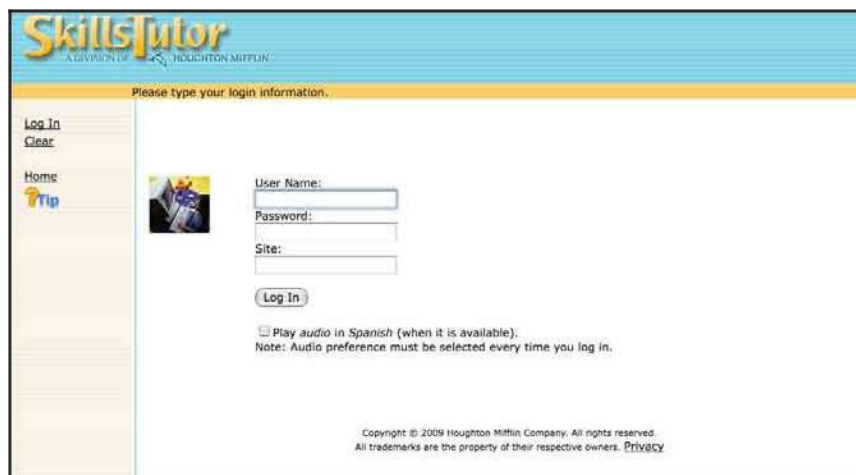 SkillsTutor
A DIVISION OF HOUGHTON MIFFLIN
Please type your login information.
Log In
Clear
Home
Tip
User Name:
Password:
Site:
Log In
Play audio in Spanish (when it is available).
Note: Audio preference must be selected every time you log in.
Copyright © 2009 Houghton Mifflin Company. All rights reserved.
All trademarks are the property of their respective owners. Privacy